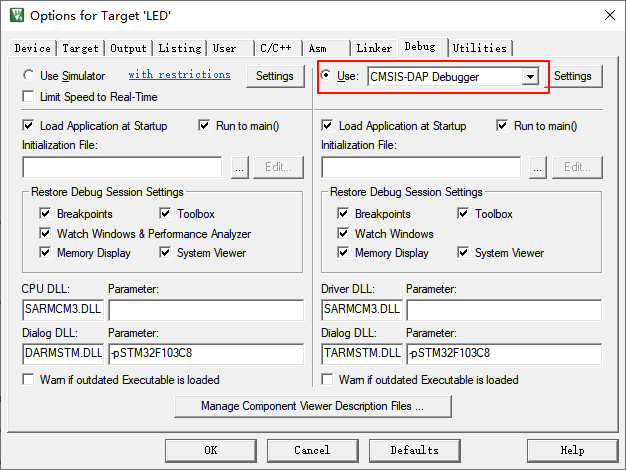 Options for Target 'LED'
Device Target Output Listing User C/C++ Asm Linker Debug Utilities
Use Simulator with restrictions Settings
Limit Speed to Real-Time
Use: CMSIS-DAP Debugger Settings
Load Application at Startup Run to main()
Initialization File:
... Edit...
Load Application at Startup Run to main()
Initialization File:
... Edit...
Restore Debug Session Settings
Breakpoints Toolbox
Watch Windows & Performance Analyzer
Memory Display System Viewer
Restore Debug Session Settings
Breakpoints Toolbox
Watch Windows
Memory Display System Viewer
CPU DLL: Parameter:
SARMCM3.DLL
Dialog DLL: Parameter:
DARMSTM.DLL -pSTM32F103C8
Warn if outdated Executable is loaded
Driver DLL: Parameter:
SARMCM3.DLL
Dialog DLL: Parameter:
TARMSTM.DLL -pSTM32F103C8
Warn if outdated Executable is loaded
Manage Component Viewer Description Files ...
OK Cancel Defaults Help